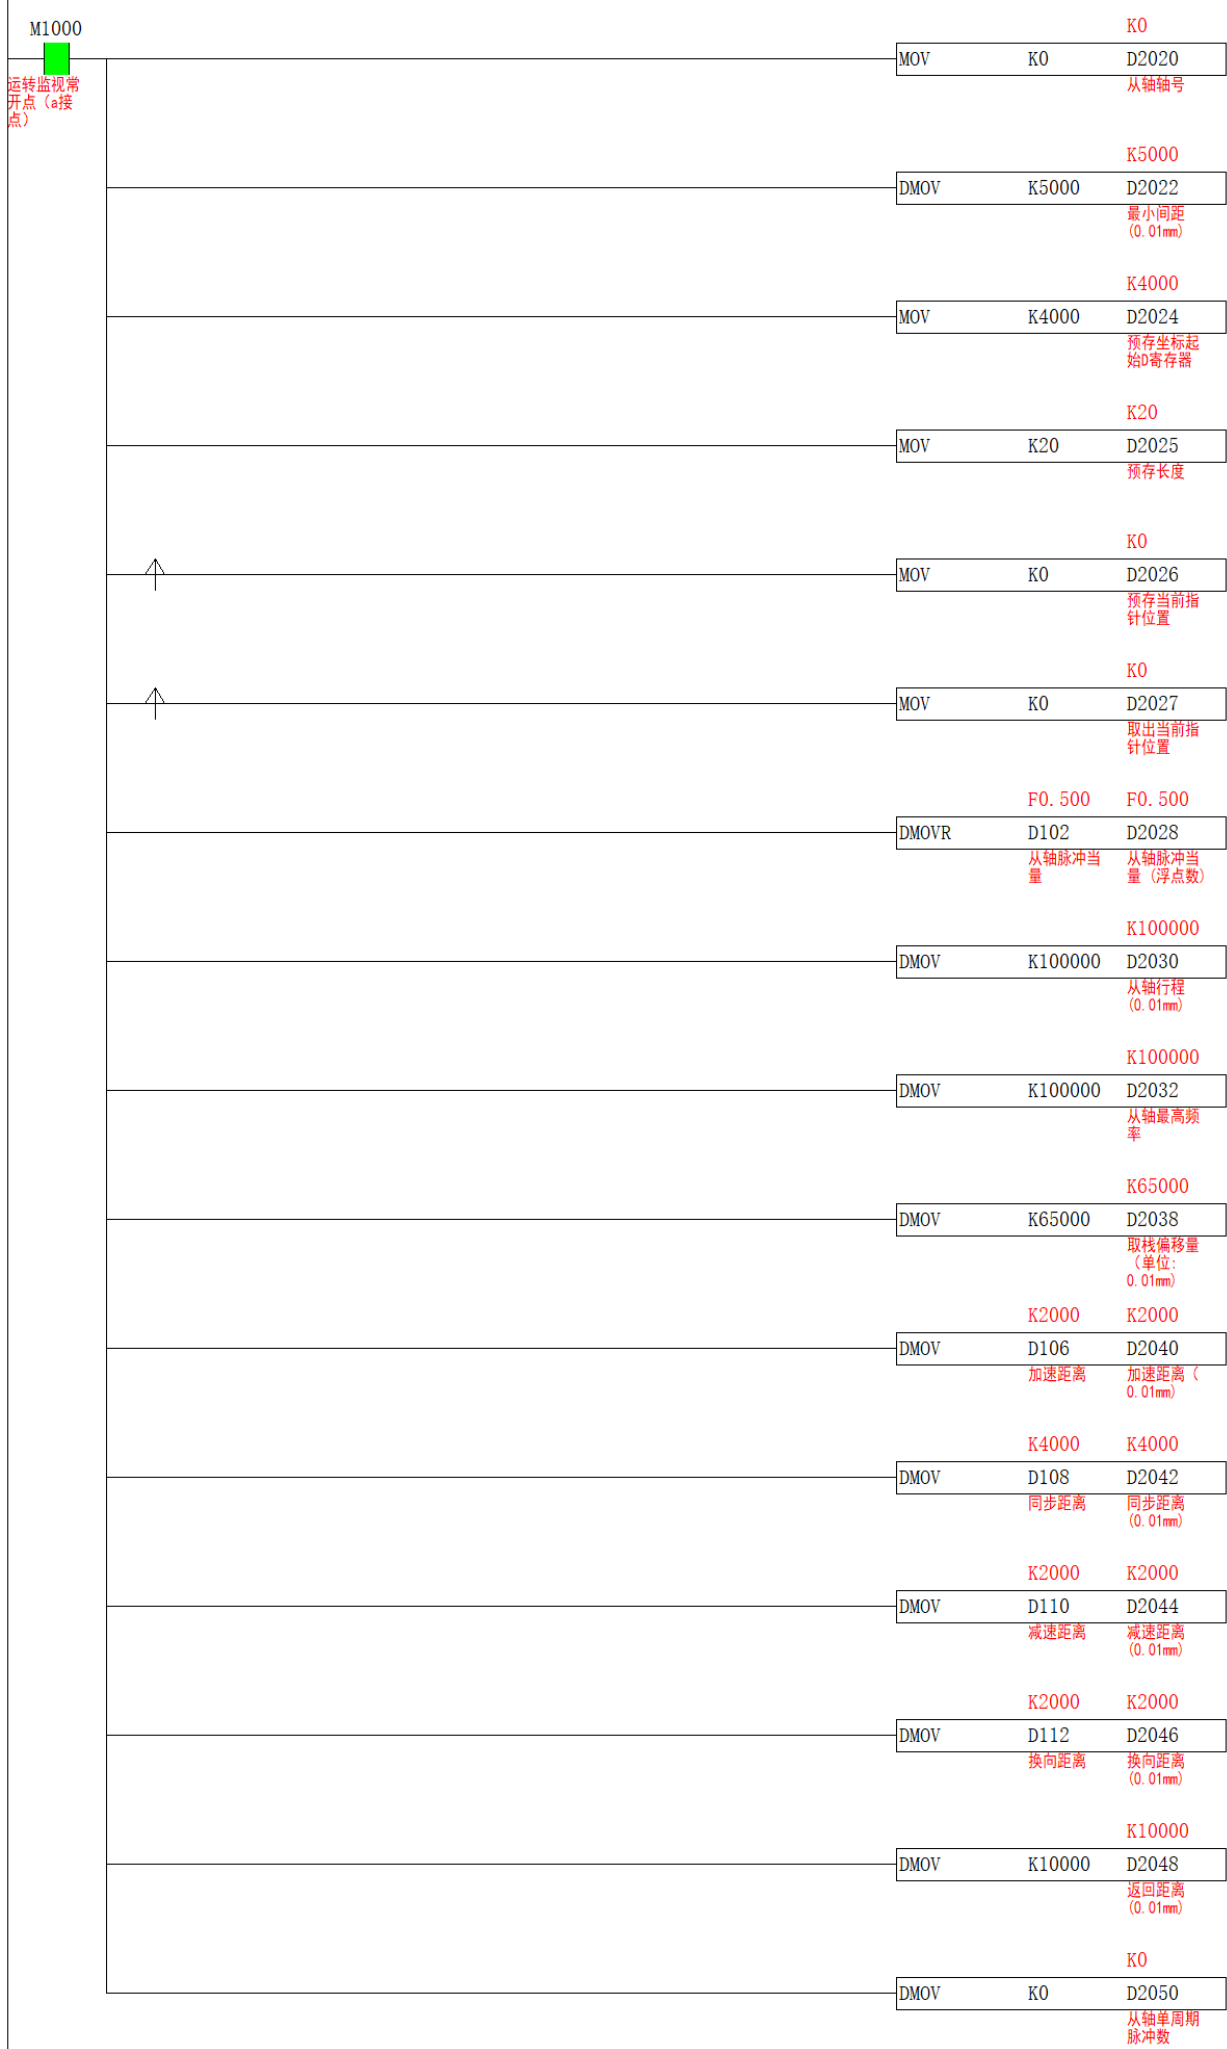 M1000
运转监视常
开点（a接
点）
K0
MOV K0 D2020
从轴轴号
K5000
DMOV K5000 D2022
最小间距
(0.01mm)
K4000
MOV K4000 D2024
预存坐标起
始D寄存器
K20
MOV K20 D2025
预存长度
K0
MOV K0 D2026
预存当前指
针位置
K0
MOV K0 D2027
取出当前指
针位置
F0.500 F0.500
DMOVR D102 D2028
从轴脉冲当
量
从轴脉冲当
量（浮点数）
K100000
DMOV K100000 D2030
从轴行程
(0.01mm)
K100000
DMOV K100000 D2032
从轴最高频
率
K65000
DMOV K65000 D2038
取栈偏移量
（单位:
0.01mm)
K2000 K2000
DMOV D106 D2040
加速距离
加速距离（
0.01mm)
K4000 K4000
DMOV D108 D2042
同步距离
同步距离
(0.01mm)
K2000 K2000
DMOV D110 D2044
减速距离
减速距离
(0.01mm)
K2000 K2000
DMOV D112 D2046
换向距离
换向距离
(0.01mm)
K10000
DMOV K10000 D2048
返回距离
(0.01mm)
K0
DMOV K0 D2050
从轴单周期
脉冲数